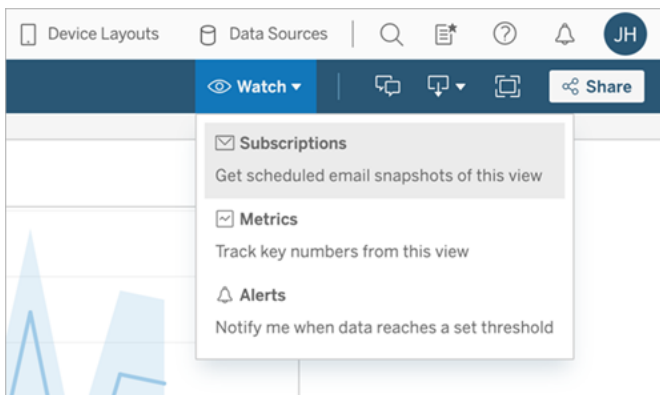 Device Layouts
Data Sources
JH
Watch
Share
Subscriptions
Get scheduled email snapshots of this view
Metrics
Track key numbers from this view
Alerts
Notify me when data reaches a set threshold